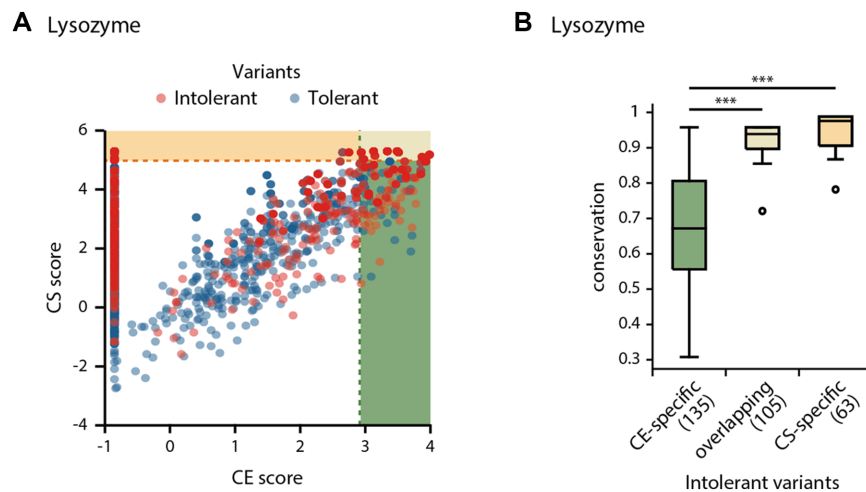 A Lysozyme
Variants
Intolerant Tolerant
6
4
2
0
-2
-4
CS score
-1 0 1 2 3 4
CE score
B Lysozyme
***
***
1
0.9
0.8
0.7
0.6
0.5
0.4
0.3
conservation
CE-specific
(135)
overlapping
(105)
CS-specific
(63)
Intolerant variants